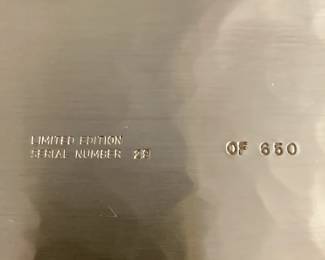 LIMITED EDITION
SERIAL NUMBER OF 650